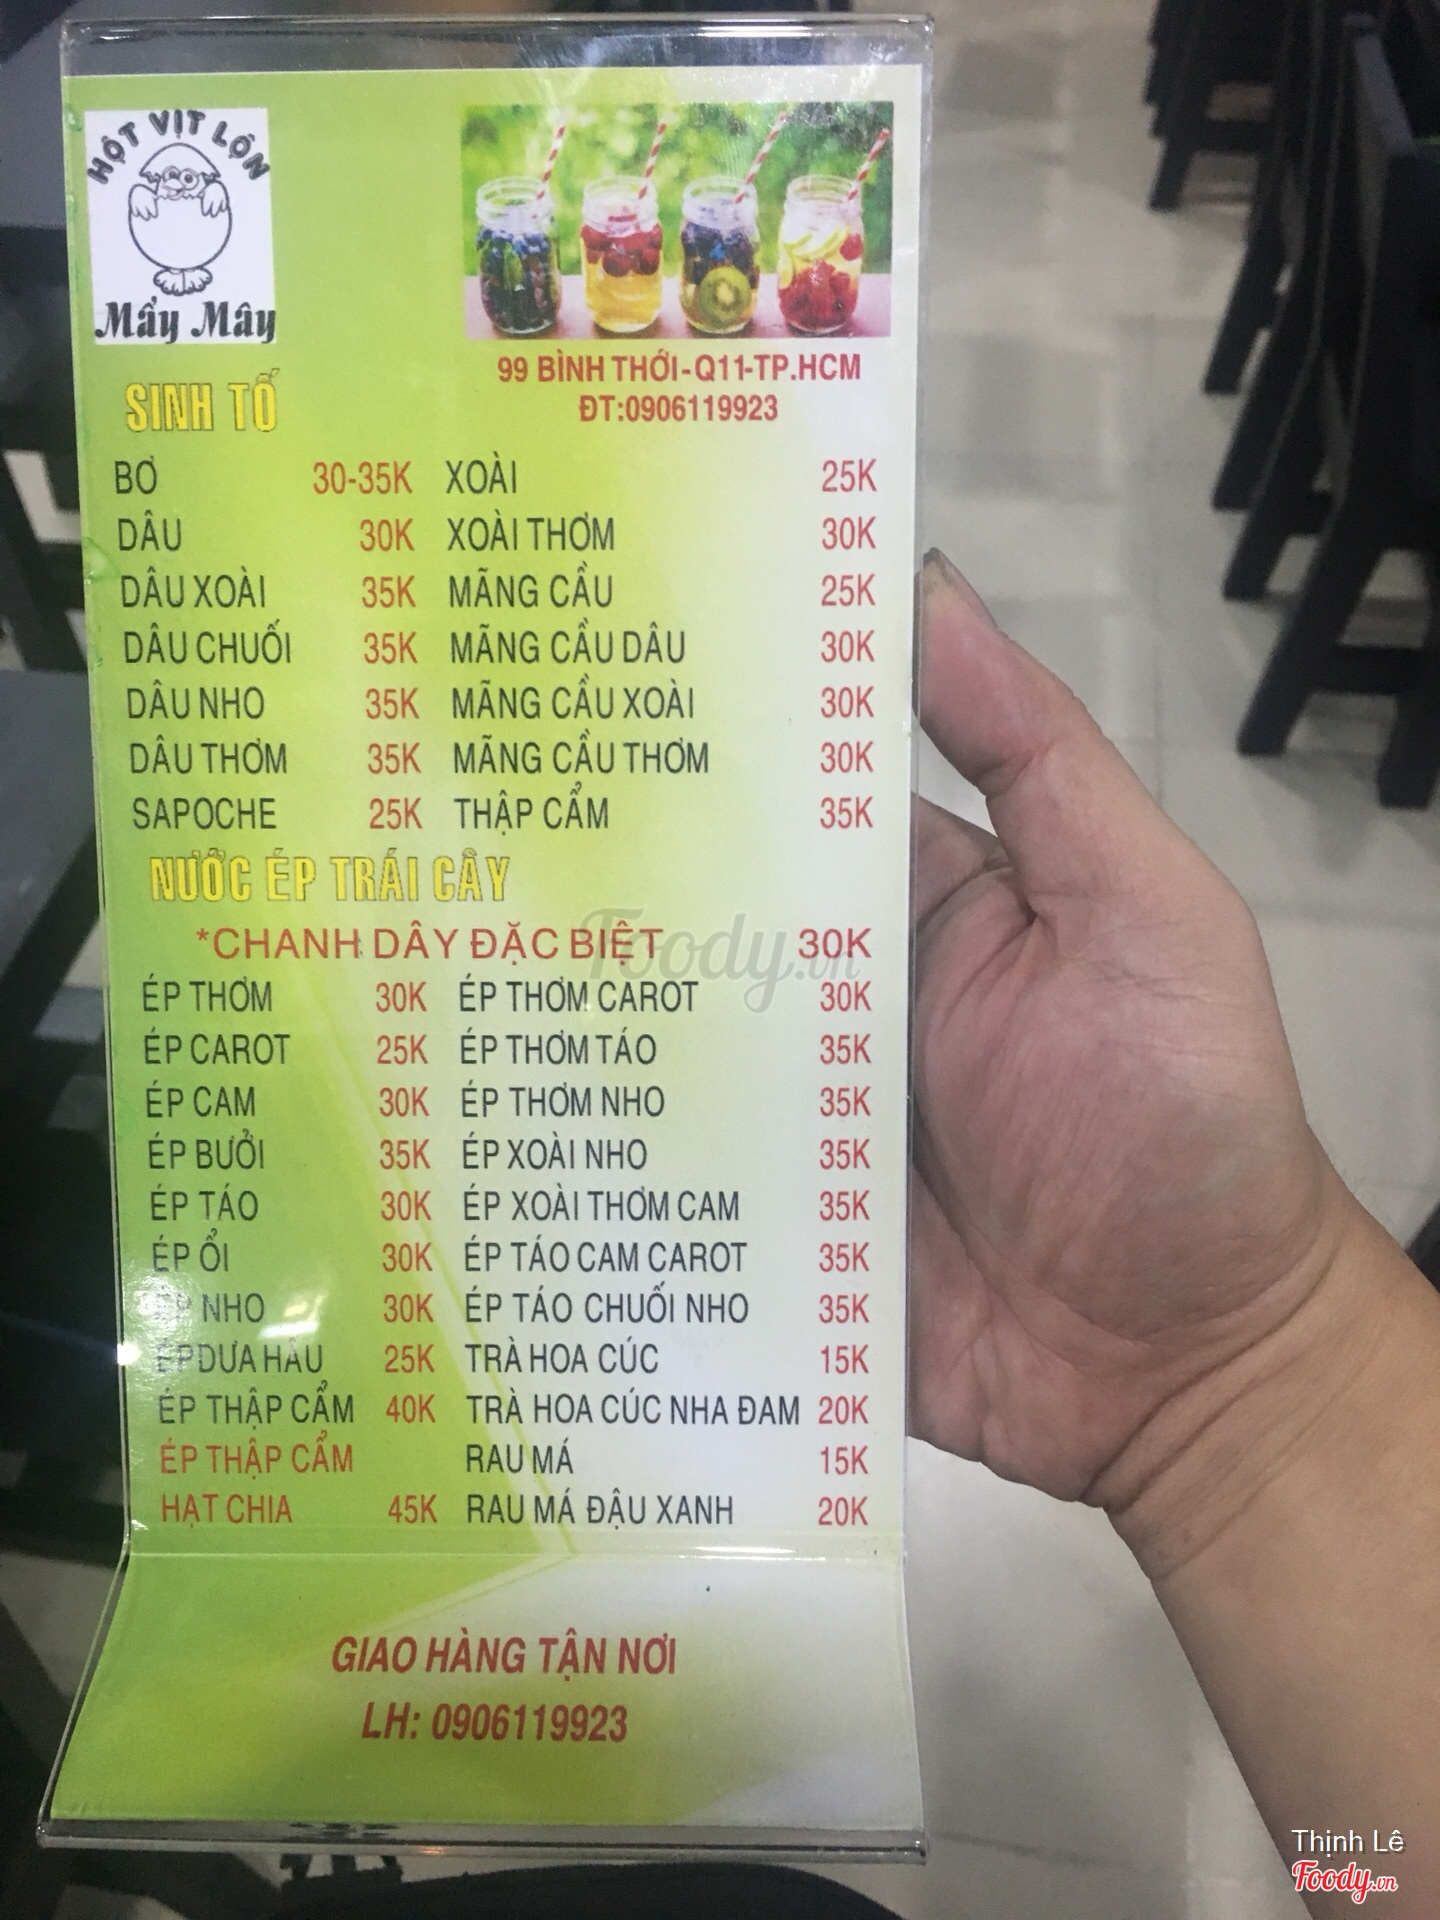 HỘT VỊT LỘN
Mẩy Mây
99 BÌNH THỚI-Q11-TP.HCM
ĐT:0906119923
SINH TỐ
BƠ 30-35K XOÀI 25K
DÂU 30K XOÀI THƠM 30K
DÂU XOÀI 35K MÃNG CẦU 25K
DÂU CHUỐI 35K MÃNG CẦU DÂU 30K
DÂU NHO 35K MÃNG CẦU XOÀI 30K
DÂU THƠM 35K MÃNG CẦU THƠM 30K
SAPOCHE 25K THẬP CẨM 35K
NƯỚC ÉP TRÁI CÂY
*CHANH DÂY ĐẶC BIỆT 30K
Foody.vn
ÉP THƠM 30K ÉP THƠM CAROT 30K
ÉP CAROT 25K ÉP THƠM TÁO 35K
ÉP CAM 30K ÉP THƠM NHO 35K
ÉP BƯỞI 35K ÉP XOÀI NHO 35K
ÉP TÁO 30K ÉP XOÀI THƠM CAM 35K
ÉP ỔI 30K ÉP TÁO CAM CAROT 35K
ÉP NHO 30K ÉP TÁO CHUỐI NHO 35K
ÉP DƯA HẤU 25K TRÀ HOA CÚC 15K
ÉP THẬP CẨM 40K TRÀ HOA CÚC NHA ĐAM 20K
ÉP THẬP CẨM RAU MÁ 15K
HẠT CHIA 45K RAU MÁ ĐẬU XANH 20K
GIAO HÀNG TẬN NƠI
LH: 0906119923
Thịnh Lê
Foody.vn